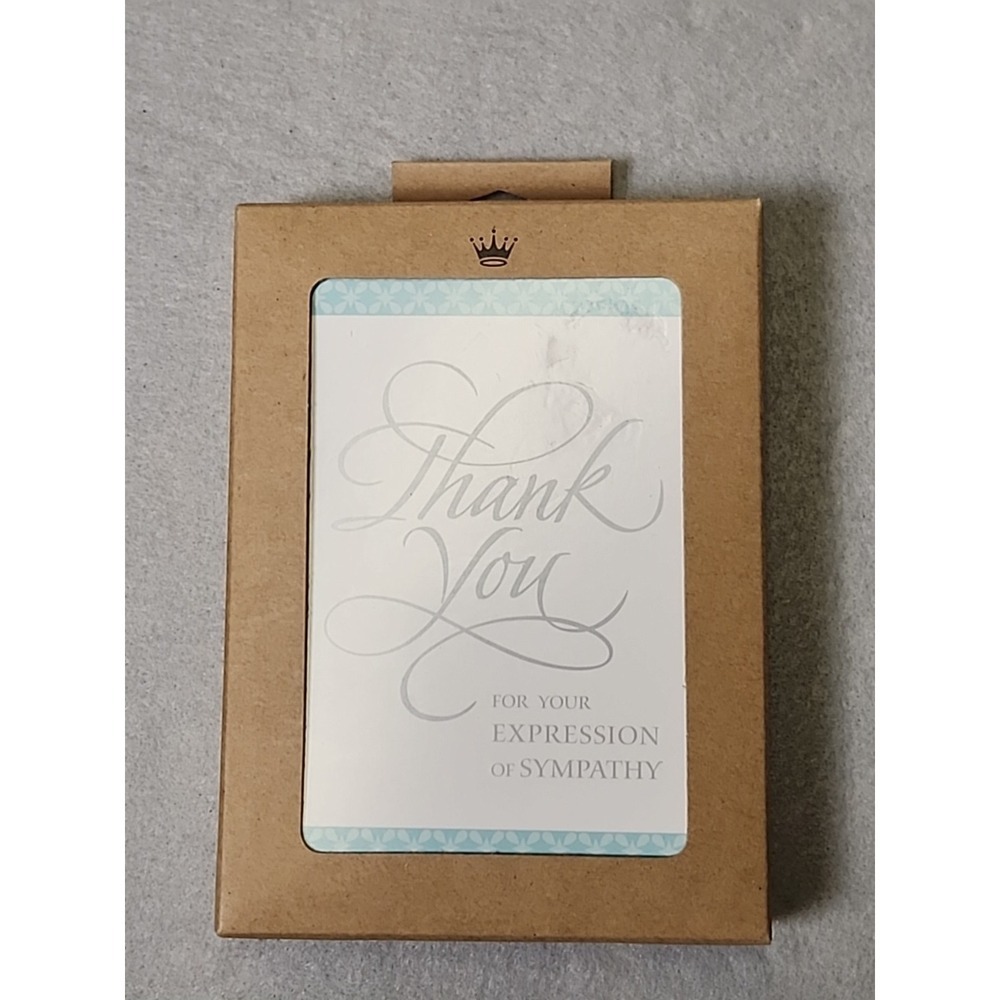 Thank
You
FOR YOUR
EXPRESSION
OF SYMPATHY